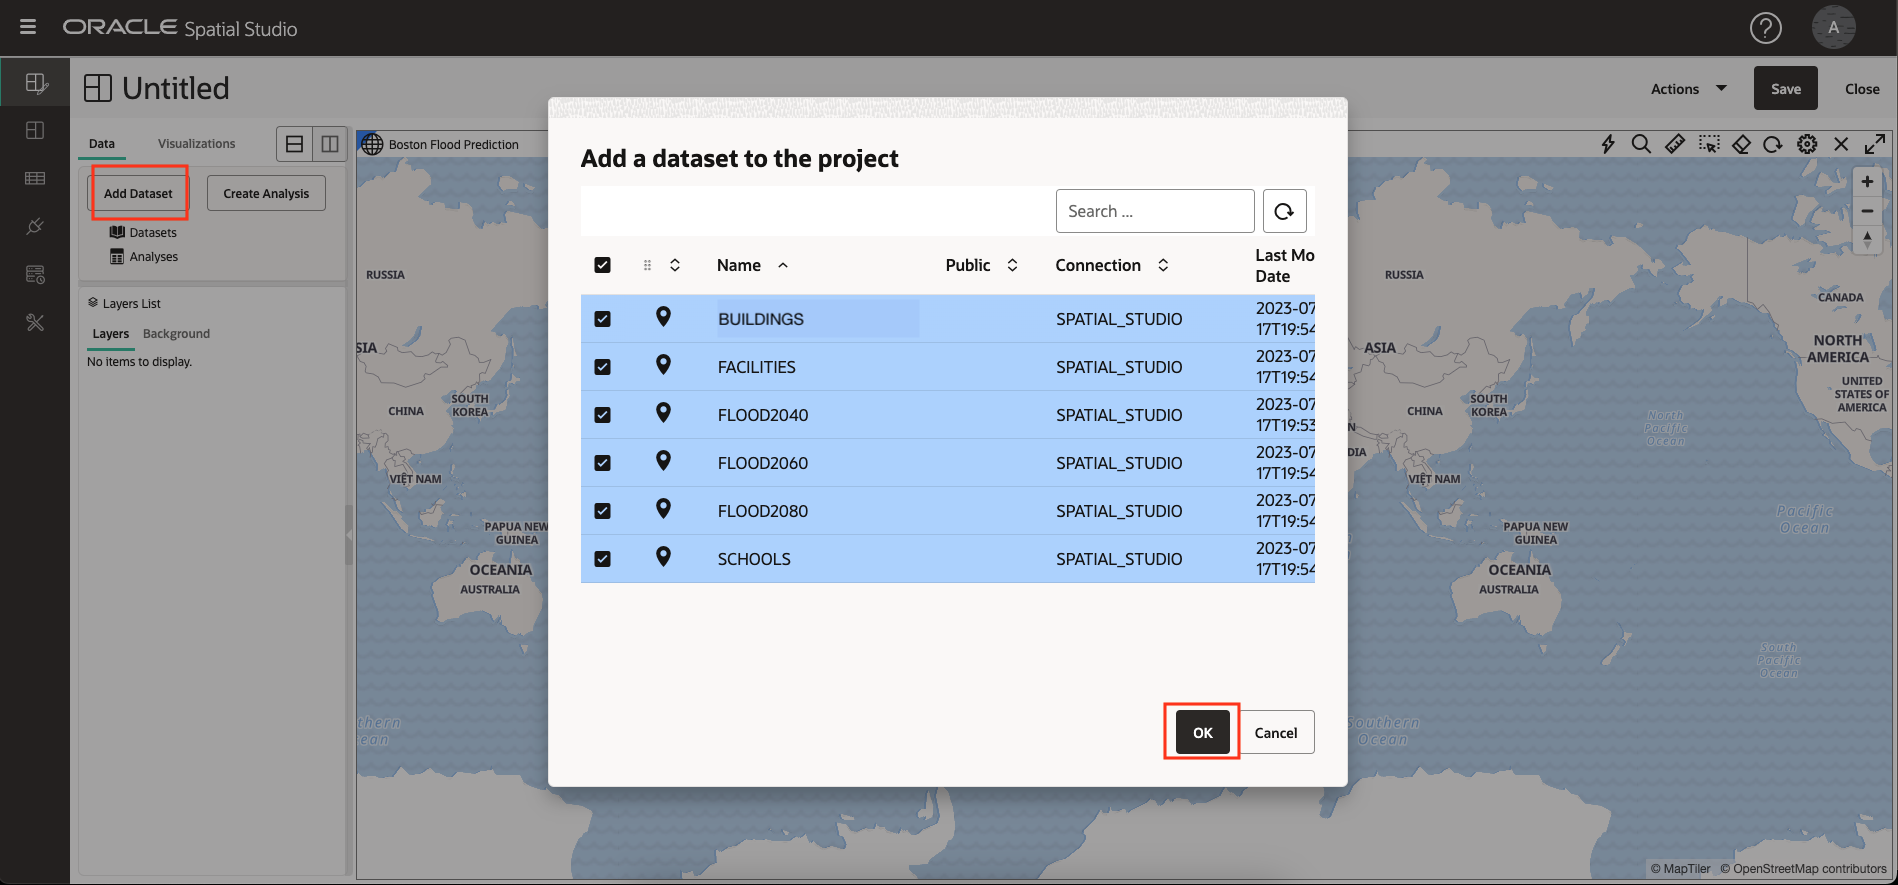 ORACLE Spatial Studio
A
Untitled
Actions
Save
Close
Data
Visualizations
Add Dataset
Create Analysis
Datasets
Analyses
Layers List
Layers
Background
No items to display.
Boston Flood Prediction
Add a dataset to the project
Search ...
Name
Public
Connection
Last Mo
Date
BUILDINGS
SPATIAL_STUDIO
2023-07
17T19:54
FACILITIES
SPATIAL_STUDIO
2023-07
17T19:54
FLOOD2040
SPATIAL_STUDIO
2023-07
17T19:53
FLOOD2060
SPATIAL_STUDIO
2023-07
17T19:54
FLOOD2080
SPATIAL_STUDIO
2023-07
17T19:54
SCHOOLS
SPATIAL_STUDIO
2023-07
17T19:54
OK
Cancel
RUSSIA
SIA
CHINA
SOUTH
KOREA
VIỆT NAM
PAPUA NEW
GUINEA
OCEANIA
AUSTRALIA
thern
ean
RUSSIA
ASIA
CHINA
SOUTH
KOREA
N
DIA
VIỆT NAM
PAPUA NEW
GUINEA
OCEANIA
AUSTRALIA
Southern
Ocean
North
Pacific
Ocean
Pacific
Ocean
South
Pacific
Ocean
CANADA
NORTH
AMERICA
UNITED
STATES OF
AMERICA
© MapTiler © OpenStreetMap contributors